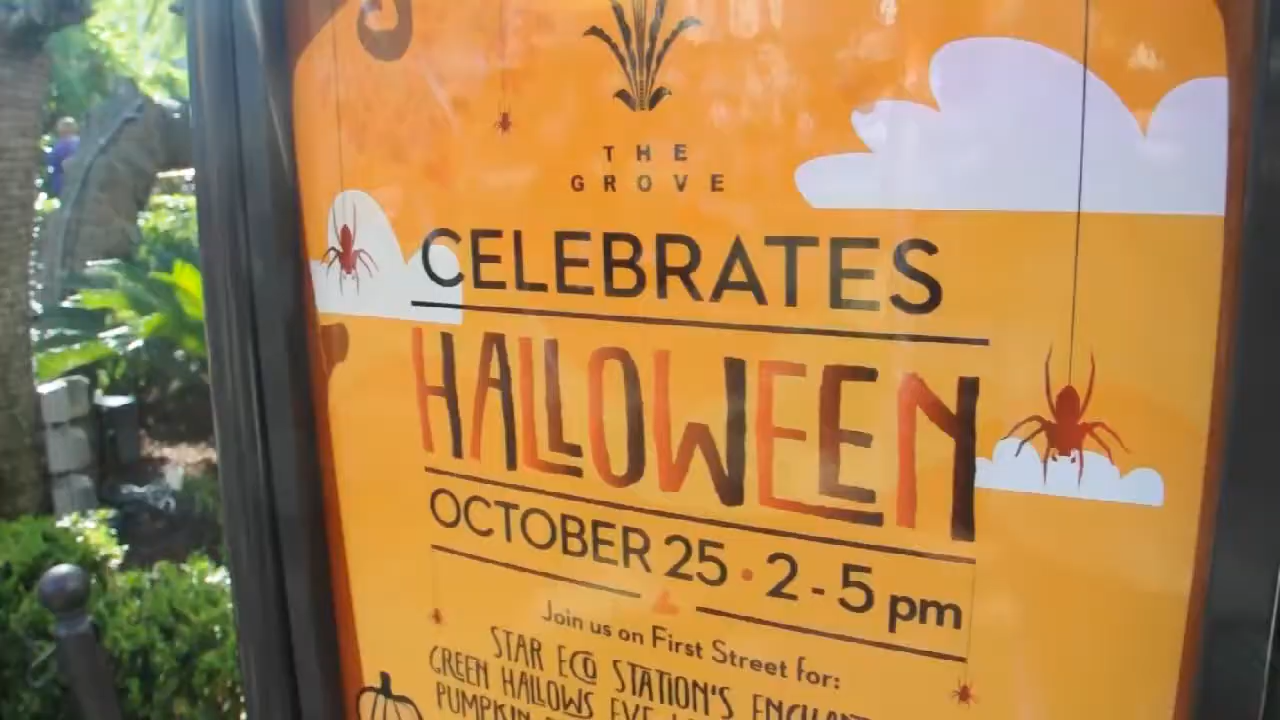 THE
GROVE
CELEBRATES
HALLOWEEN
OCTOBER 25 • 2 - 5 pm
Join us on First Street for:
STAR ECO STATION'S
GREEN HALLOWS EVE
PUMPKIN